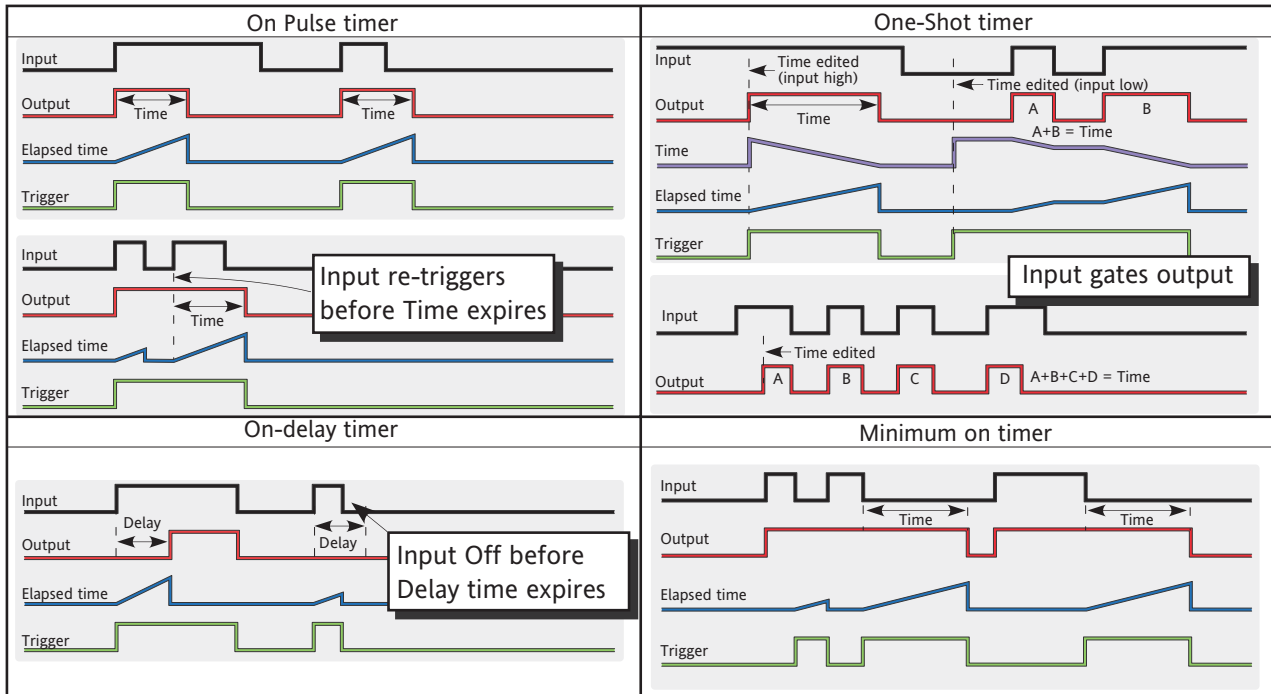 On Pulse timer
Input
Output
Time
Time
Elapsed time
Trigger
Input
Input re-triggers
before Time expires
Output
Time
Elapsed time
Trigger
One-Shot timer
Input
Time edited
(input high)
Time edited (input low)
Output
Time
A
B
A+B = Time
Time
Elapsed time
Trigger
Input gates output
Input
Time edited
Output
A
B
C
D
A+B+C+D = Time
On-delay timer
Input
Delay
Output
Delay
Input Off before
Delay time expires
Elapsed time
Trigger
Minimum on timer
Input
Time
Time
Output
Elapsed time
Trigger